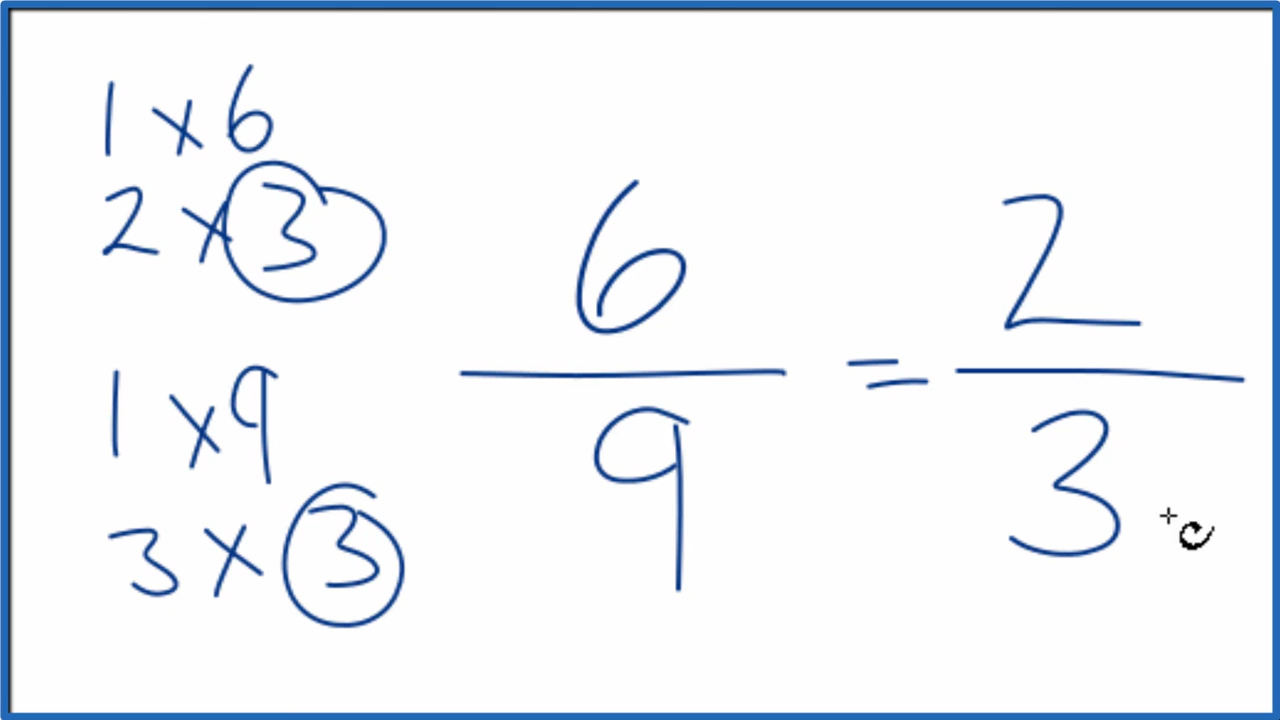 1 x 6
2 x 3
1 x 9
3 x 3
6/9 = 2/3